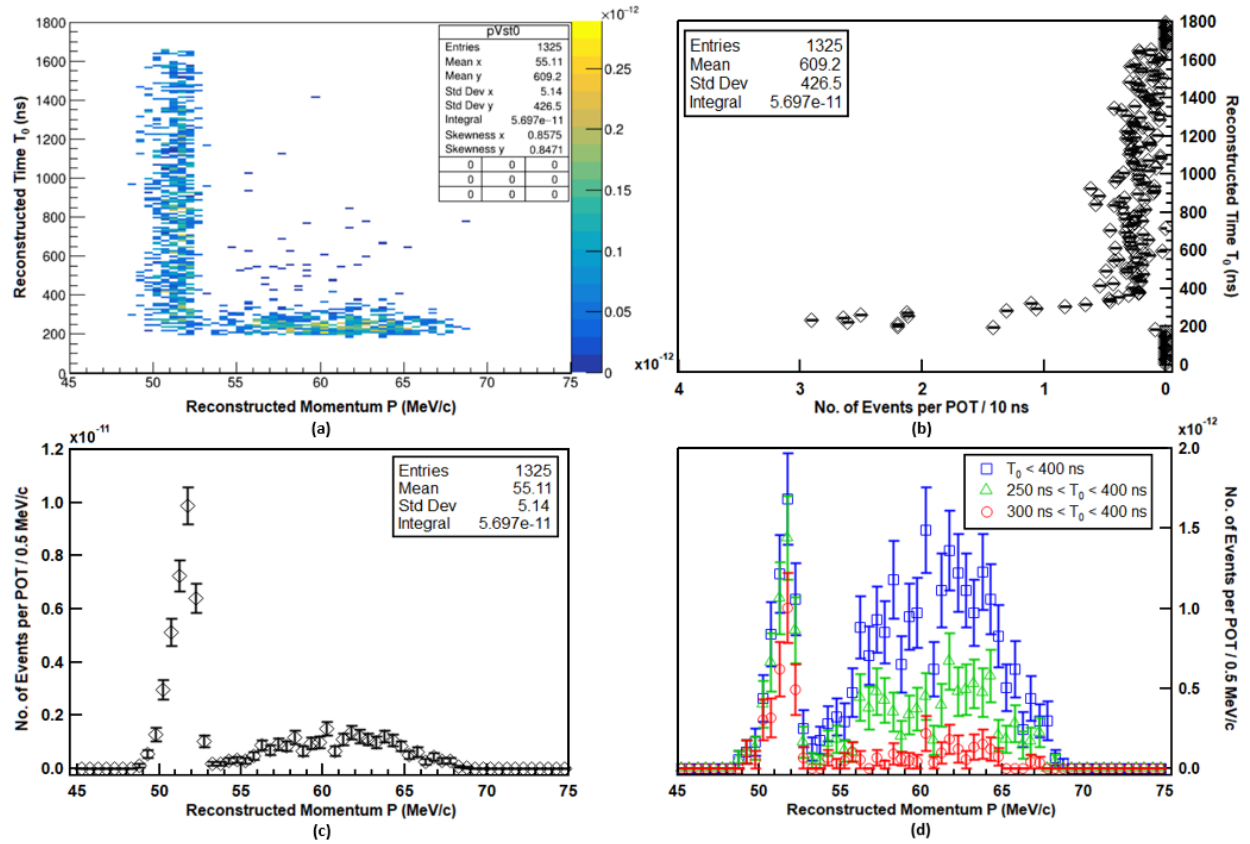 ×10⁻¹²
pVst0
Entries 1325
Mean x 55.11
Mean y 609.2
Std Dev x 5.14
Std Dev y 426.5
Integral 5.697e−11
Skewness x 0.8575
Skewness y 0.8471
0 0 0
0 0 0
0 0 0
1800
1600
1400
1200
1000
800
600
400
200
0
Reconstructed Time T₀ (ns)
45 50 55 60 65 70 75
Reconstructed Momentum P (MeV/c)
0.25
0.2
0.15
0.1
0.05
0
(a)
Entries 1325
Mean 609.2
Std Dev 426.5
Integral 5.697e-11
1800
1600
1400
1200
1000
800
600
400
200
0
Reconstructed Time T₀ (ns)
x10⁻¹²
4 3 2 1 0
No. of Events per POT / 10 ns
(b)
x10⁻¹¹
1.2
1.0
0.8
0.6
0.4
0.2
0.0
No. of Events per POT / 0.5 MeV/c
Entries 1325
Mean 55.11
Std Dev 5.14
Integral 5.697e-11
45 50 55 60 65 70 75
Reconstructed Momentum P (MeV/c)
(c)
x10⁻¹²
T₀ < 400 ns
250 ns < T₀ < 400 ns
300 ns < T₀ < 400 ns
2.0
1.5
1.0
0.5
0.0
No. of Events per POT / 0.5 MeV/c
45 50 55 60 65 70 75
Reconstructed Momentum P (MeV/c)
(d)